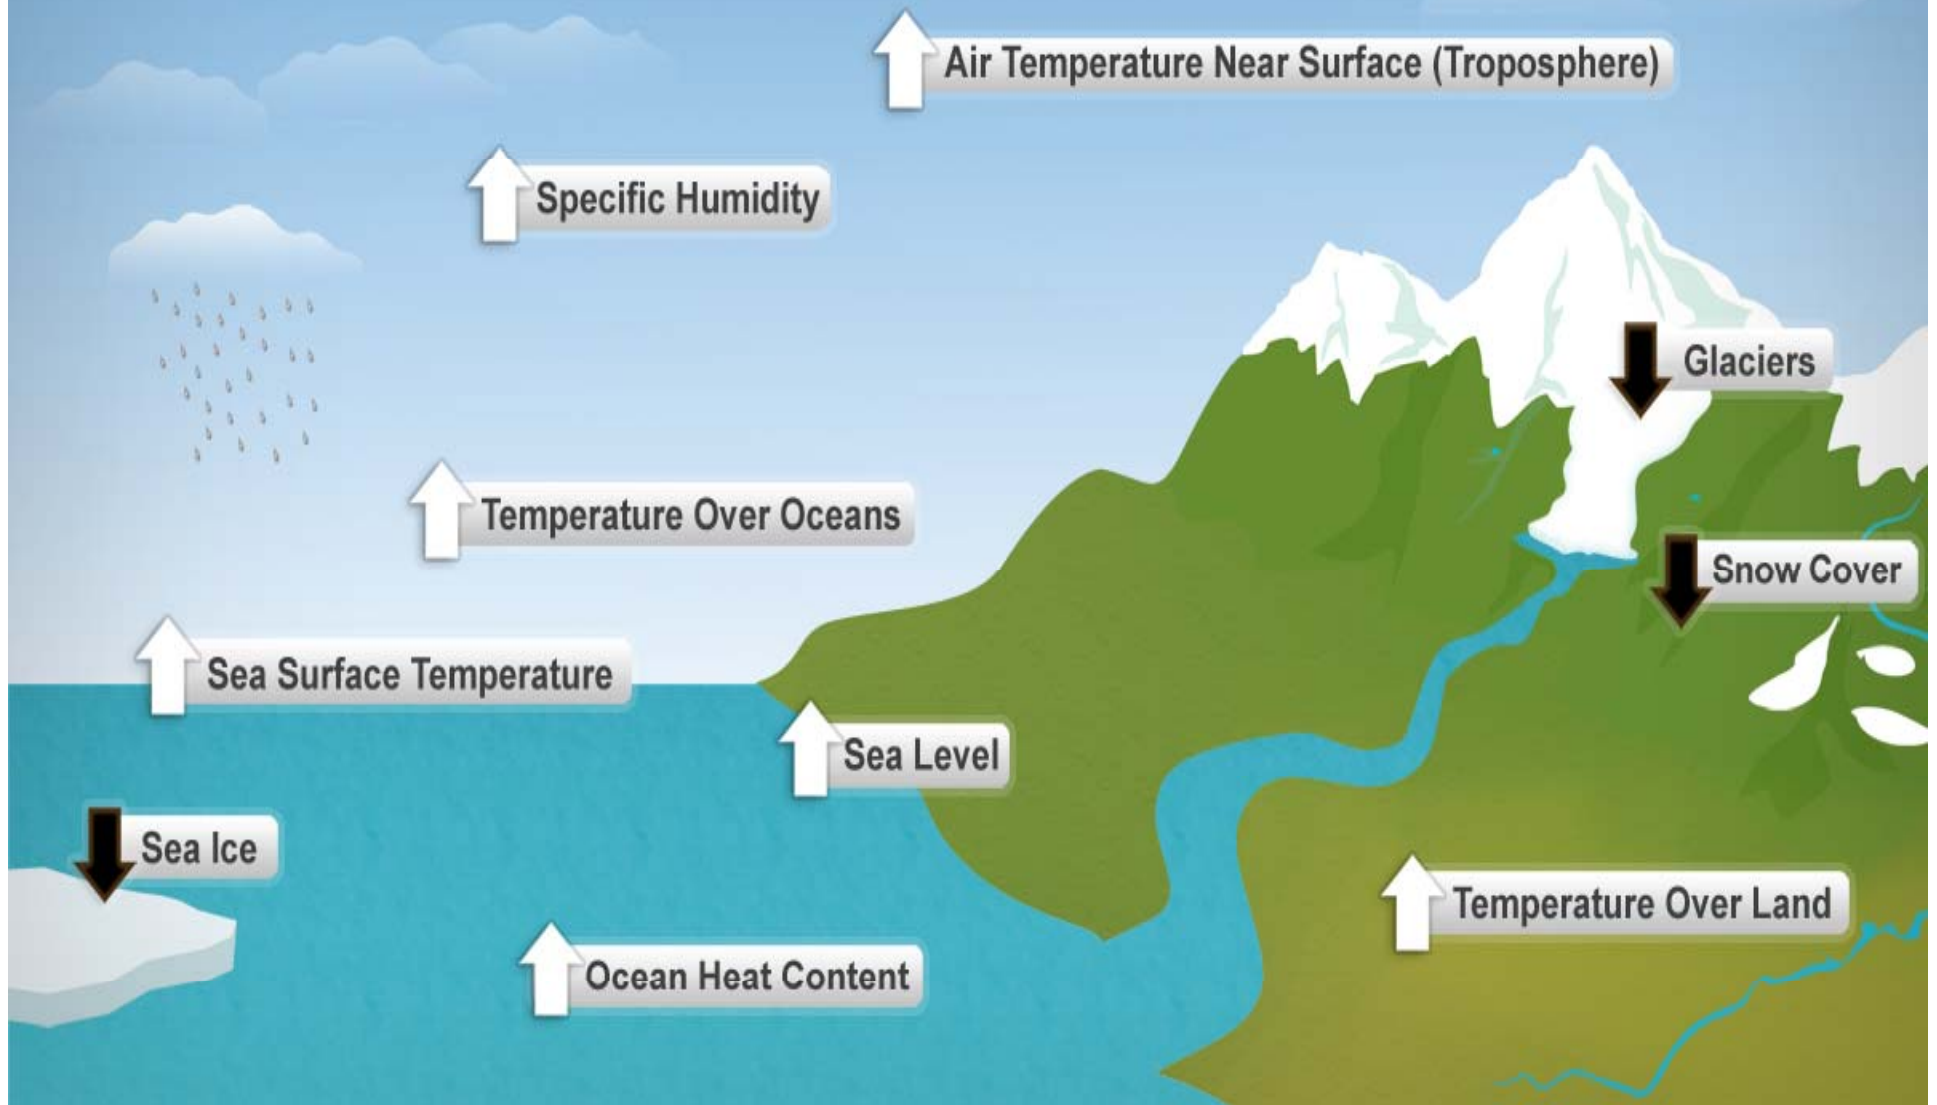 Air Temperature Near Surface (Troposphere)
Specific Humidity
Glaciers
Temperature Over Oceans
Snow Cover
Sea Surface Temperature
Sea Level
Sea Ice
Temperature Over Land
Ocean Heat Content